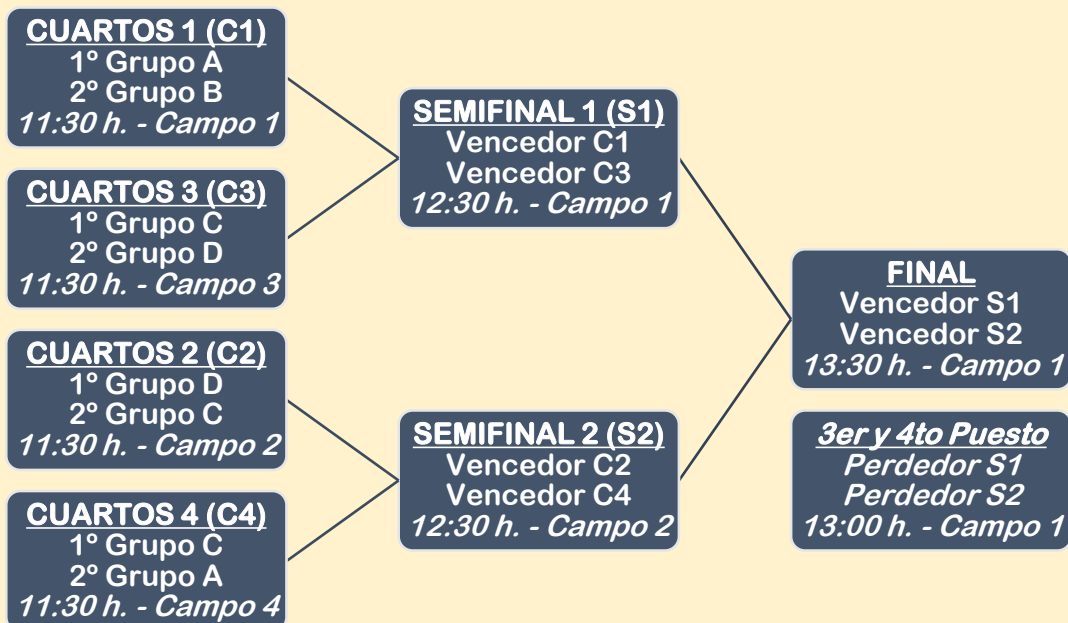 CUARTOS 1 (C1)
1º Grupo A
2º Grupo B
11:30 h. - Campo 1
CUARTOS 3 (C3)
1º Grupo C
2º Grupo D
11:30 h. - Campo 3
CUARTOS 2 (C2)
1º Grupo D
2º Grupo C
11:30 h. - Campo 2
CUARTOS 4 (C4)
1º Grupo C
2º Grupo A
11:30 h. - Campo 4
SEMIFINAL 1 (S1)
Vencedor C1
Vencedor C3
12:30 h. - Campo 1
SEMIFINAL 2 (S2)
Vencedor C2
Vencedor C4
12:30 h. - Campo 2
FINAL
Vencedor S1
Vencedor S2
13:30 h. - Campo 1
3er y 4to Puesto
Perdedor S1
Perdedor S2
13:00 h. - Campo 1